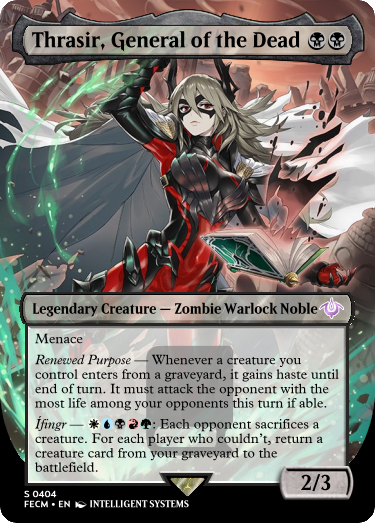 Thrasir, General of the Dead
Legendary Creature — Zombie Warlock Noble
Menace
Renewed Purpose — Whenever a creature you
control enters from a graveyard, it gains haste until
end of turn. It must attack the opponent with the
most life among your opponents this turn if able.
Ífingr — : Each opponent sacrifices a
creature. For each player who couldn't, return a
creature card from your graveyard to the
battlefield.
2/3
S 0404
FECM • EN INTELLIGENT SYSTEMS